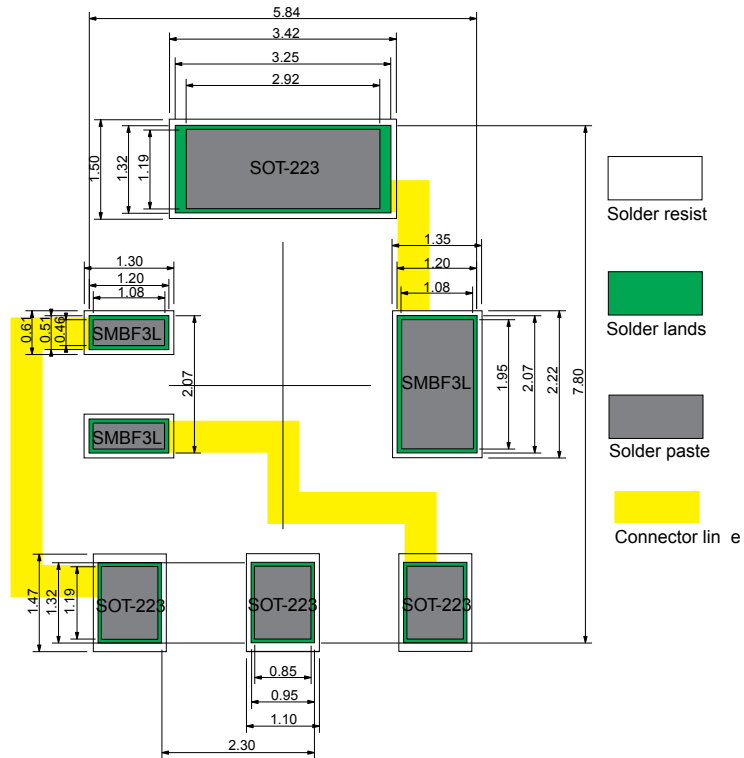 5.84
3.42
3.25
2.92
1.50
1.32
1.19
SOT-223
Solder resist
1.30
1.20
1.08
1.35
1.20
1.08
Solder lands
0.61
0.51
0.46
SMBF3L
2.07
SMBF3L
1.95
2.07
2.22
7.80
SMBF3L
Solder paste
Connector lin e
1.47
1.32
1.19
SOT-223
SOT-223
SOT-223
0.85
0.95
1.10
2.30